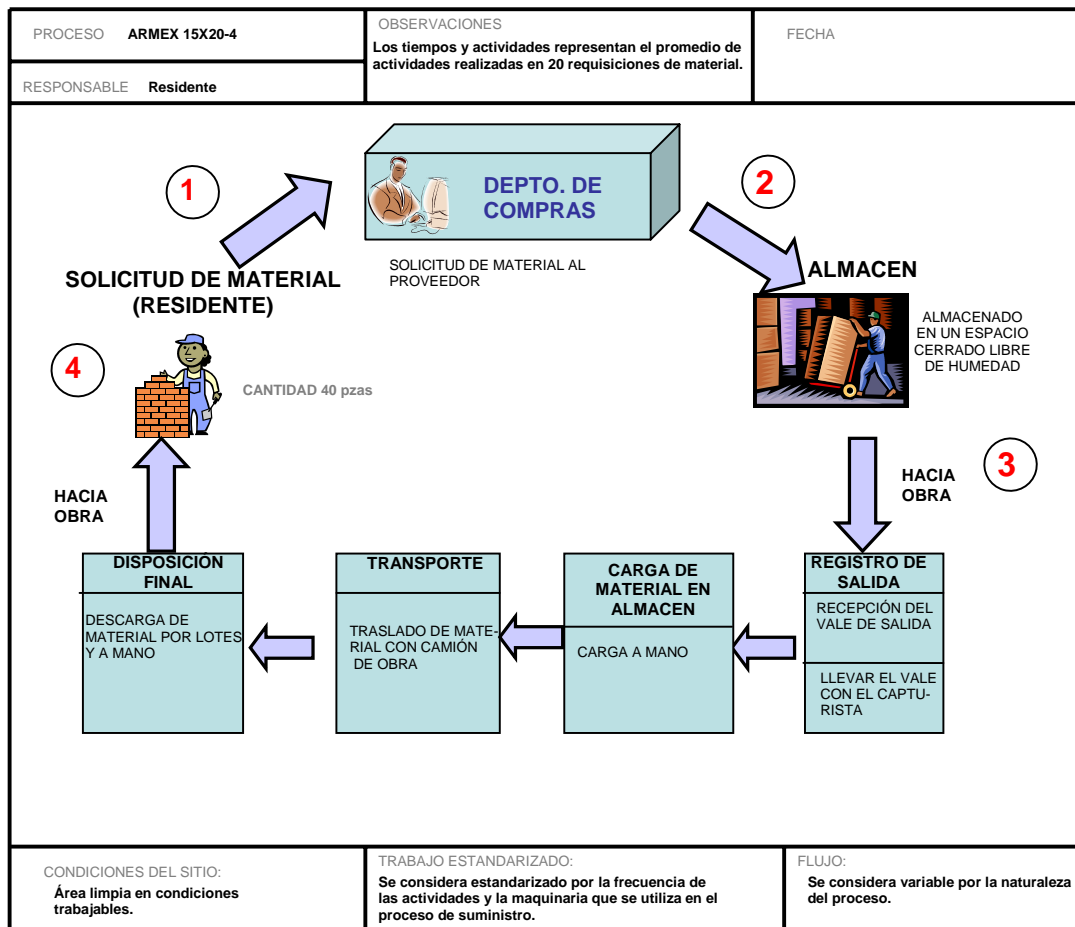 PROCESO ARMEX 15X20-4
RESPONSABLE Residente
OBSERVACIONES
Los tiempos y actividades representan el promedio de
actividades realizadas en 20 requisiciones de material.
FECHA
1
DEPTO. DE
COMPRAS
2
SOLICITUD DE MATERIAL AL
PROVEEDOR
SOLICITUD DE MATERIAL
(RESIDENTE)
ALMACEN
ALMACENADO
EN UN ESPACIO
CERRADO LIBRE
DE HUMEDAD
4
CANTIDAD 40 pzas
3
HACIA
OBRA
HACIA
OBRA
DISPOSICIÓN
FINAL
DESCARGA DE
MATERIAL POR LOTES
Y A MANO
TRANSPORTE
TRASLADO DE MATE-
RIAL CON CAMIÓN
DE OBRA
CARGA DE
MATERIAL EN
ALMACEN
CARGA A MANO
REGISTRO DE
SALIDA
RECEPCIÓN DEL
VALE DE SALIDA
LLEVAR EL VALE
CON EL CAPTU-
RISTA
CONDICIONES DEL SITIO:
Área limpia en condiciones
trabajables.
TRABAJO ESTANDARIZADO:
Se considera estandarizado por la frecuencia de
las actividades y la maquinaria que se utiliza en el
proceso de suministro.
FLUJO:
Se considera variable por la naturaleza
del proceso.